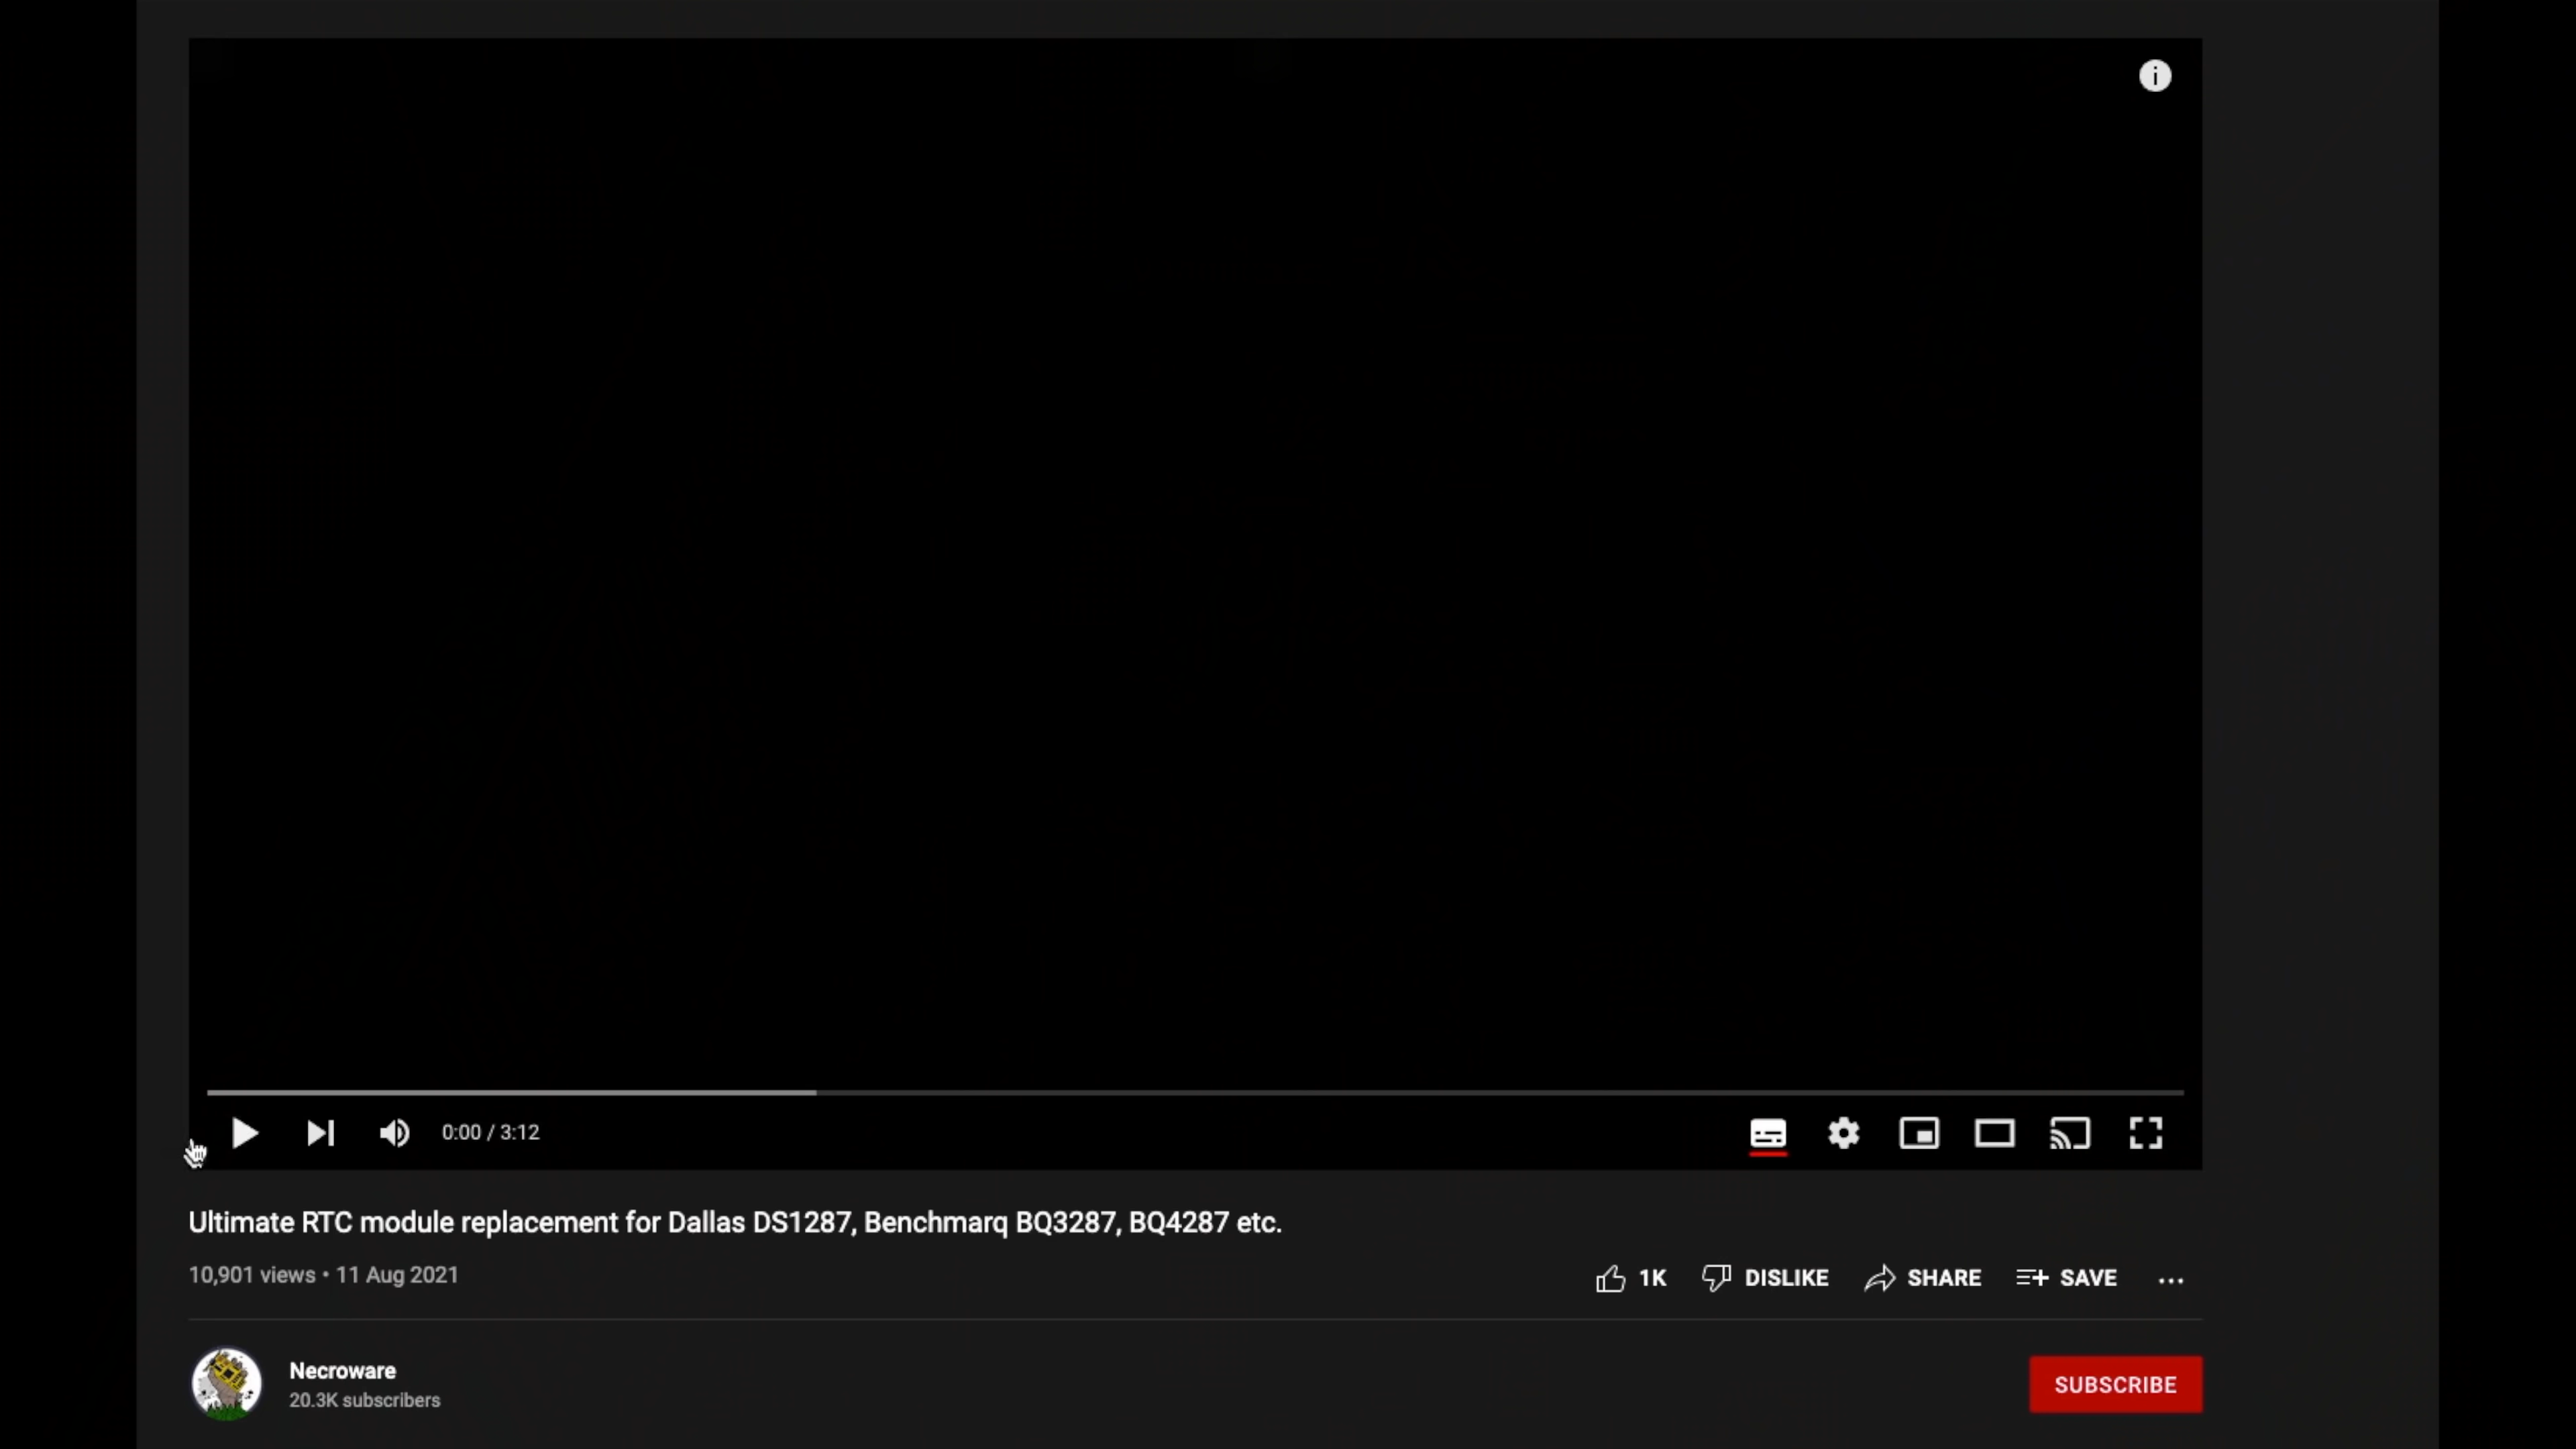 0:00 / 3:12
Ultimate RTC module replacement for Dallas DS1287, Benchmarq BQ3287, BQ4287 etc.
10,901 views • 11 Aug 2021
1K DISLIKE SHARE SAVE ...
Necroware
20.3K subscribers
SUBSCRIBE